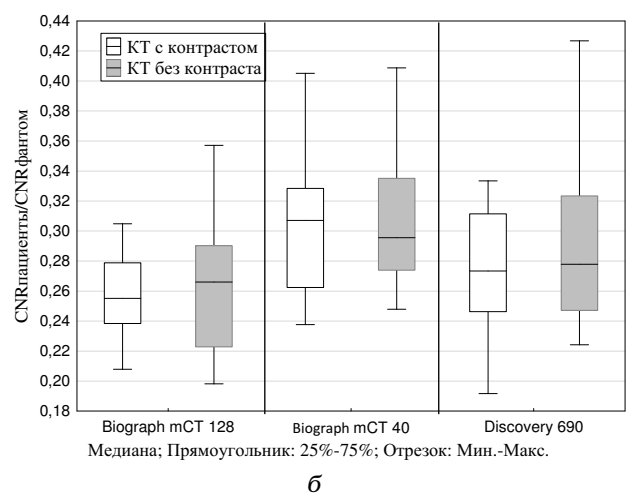 0,44
0,42
0,40
0,38
0,36
0,34
0,32
0,30
0,28
0,26
0,24
0,22
0,20
0,18
CNRпациенты/CNRфантом
КТ с контрастом
КТ без контраста
Biograph mCT 128 Biograph mCT 40 Discovery 690
Медиана; Прямоугольник: 25%-75%; Отрезок: Мин.-Макс.
б